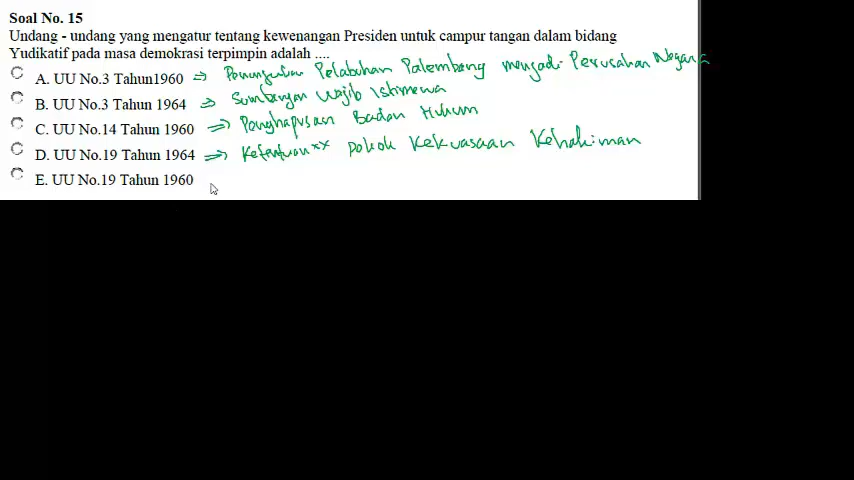 Soal No. 15
Undang - undang yang mengatur tentang kewenangan Presiden untuk campur tangan dalam bidang
Yudikatif pada masa demokrasi terpimpin adalah ....
A. UU No.3 Tahun1960 => Pelabuhan Palembang menjadi Perusahan Negara
B. UU No.3 Tahun 1964 => Sumbangan Wajib Istimewa
C. UU No.14 Tahun 1960 => Penghapusan Badan Hukum
D. UU No.19 Tahun 1964 => Ketentuan xx pokok Kekuasaan Kehakiman
E. UU No.19 Tahun 1960